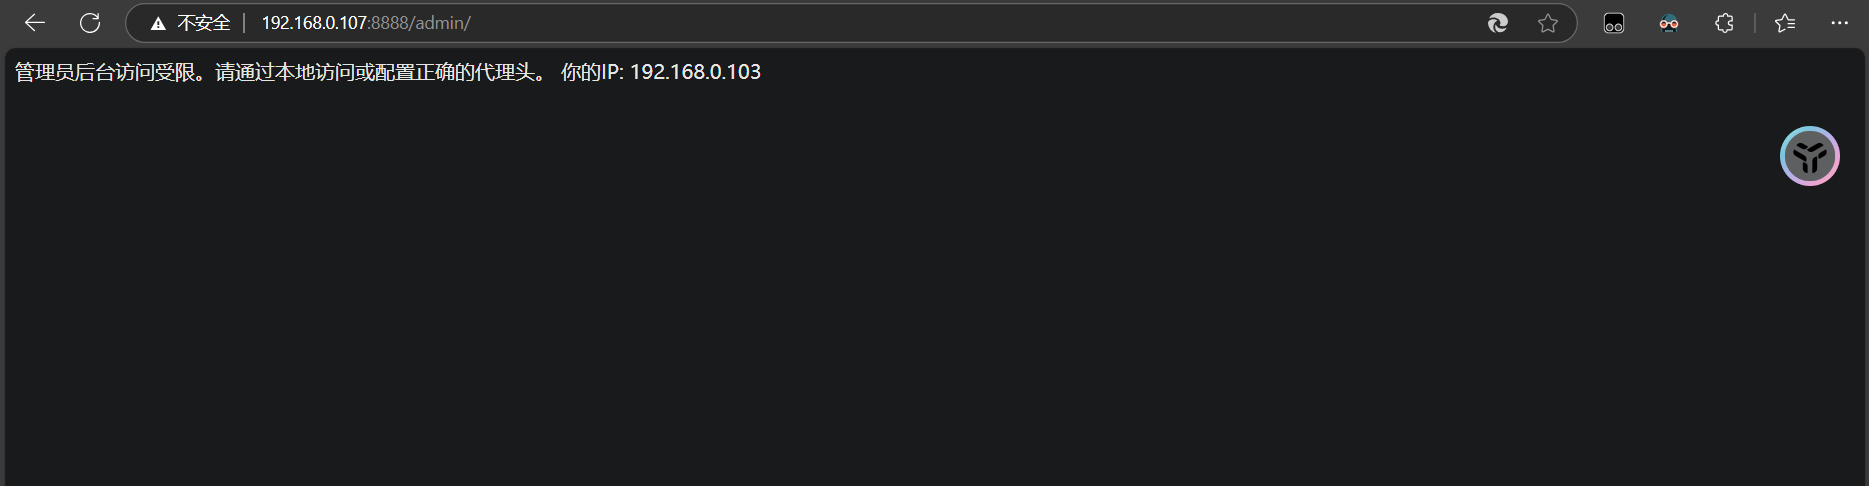 不安全 192.168.0.107:8888/admin/
管理员后台访问受限。请通过本地访问或配置正确的代理头。 你的IP: 192.168.0.103